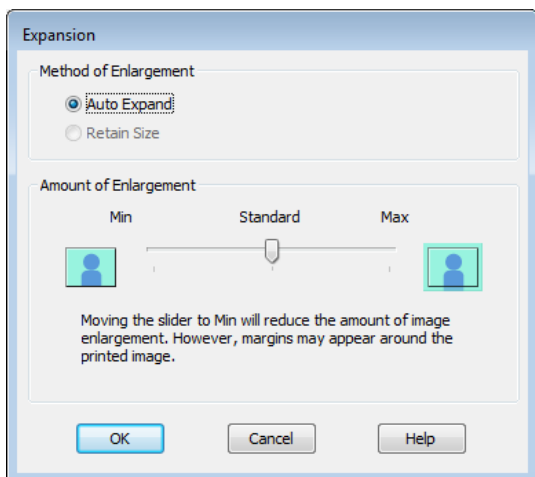 Expansion
Method of Enlargement
Auto Expand
Retain Size
Amount of Enlargement
Min Standard Max
Moving the slider to Min will reduce the amount of image
enlargement. However, margins may appear around the
printed image.
OK Cancel Help